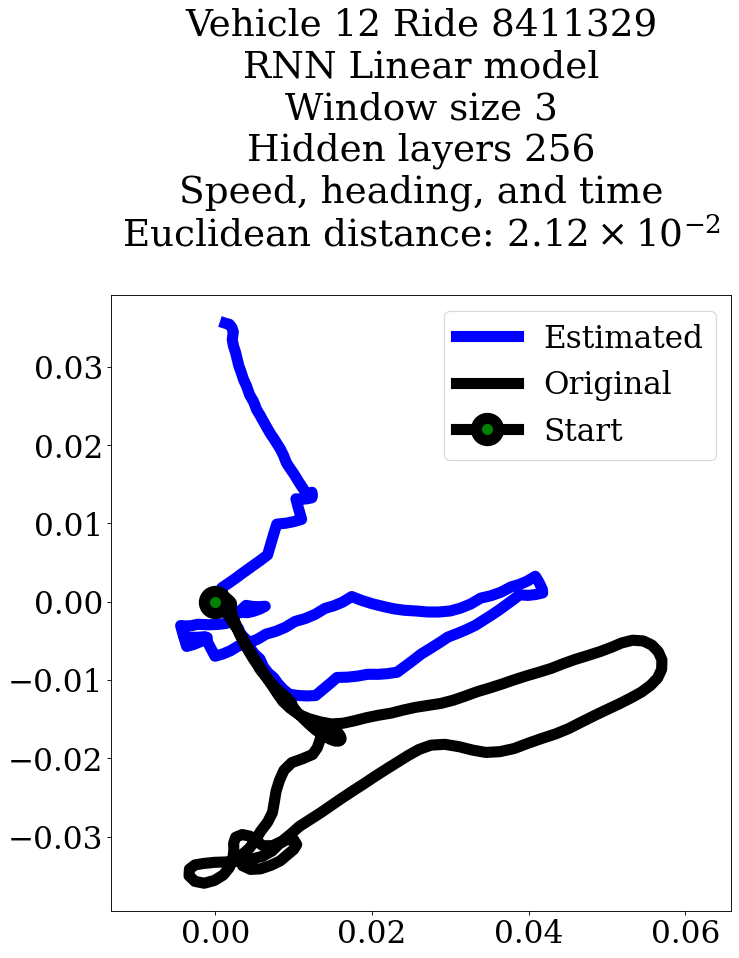 Vehicle 12 Ride 8411329
RNN Linear model
Window size 3
Hidden layers 256
Speed, heading, and time
Euclidean distance: 2.12 × 10⁻²
Estimated
Original
Start
0.03
0.02
0.01
0.00
−0.01
−0.02
−0.03
0.00 0.02 0.04 0.06